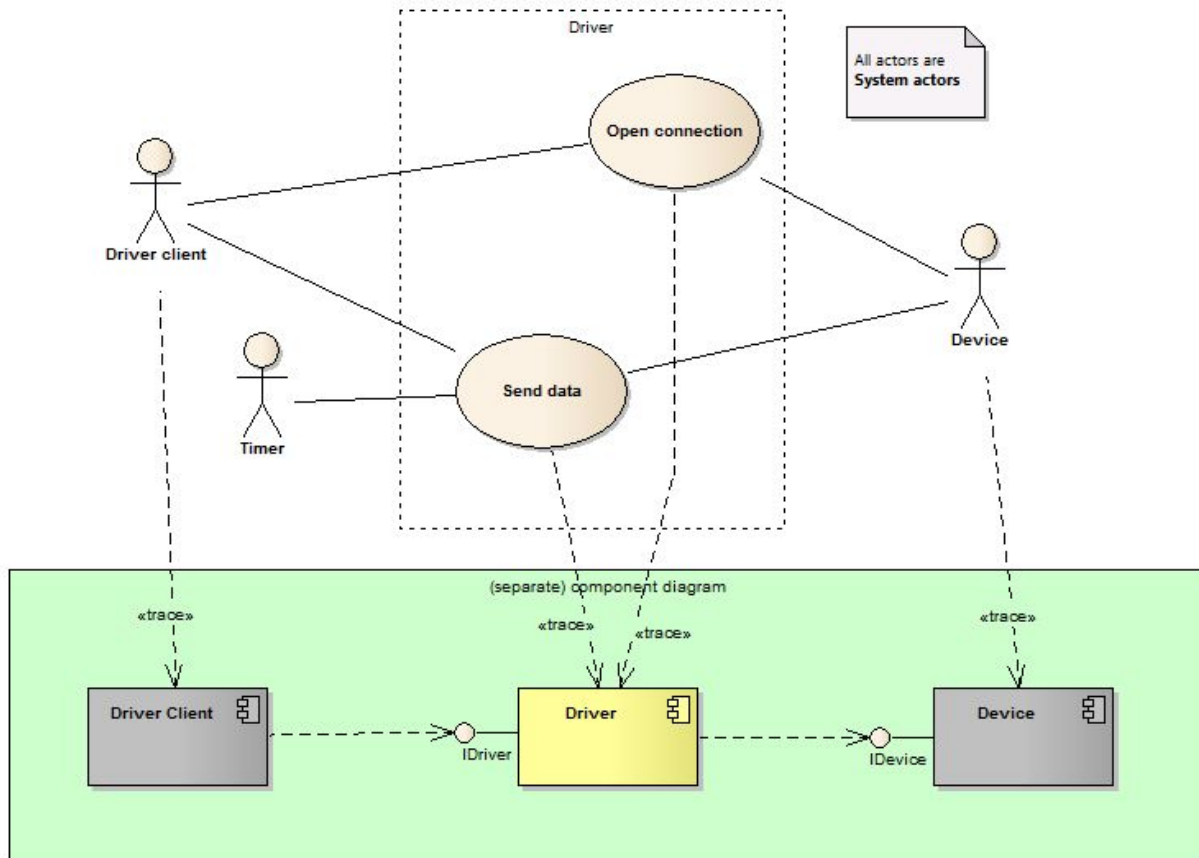 Driver
All actors are
System actors
Open connection
Driver client
Device
Send data
Timer
(separate) component diagram
«trace»
«trace»
«trace»
«trace»
Driver Client
Driver
Device
IDriver
IDevice